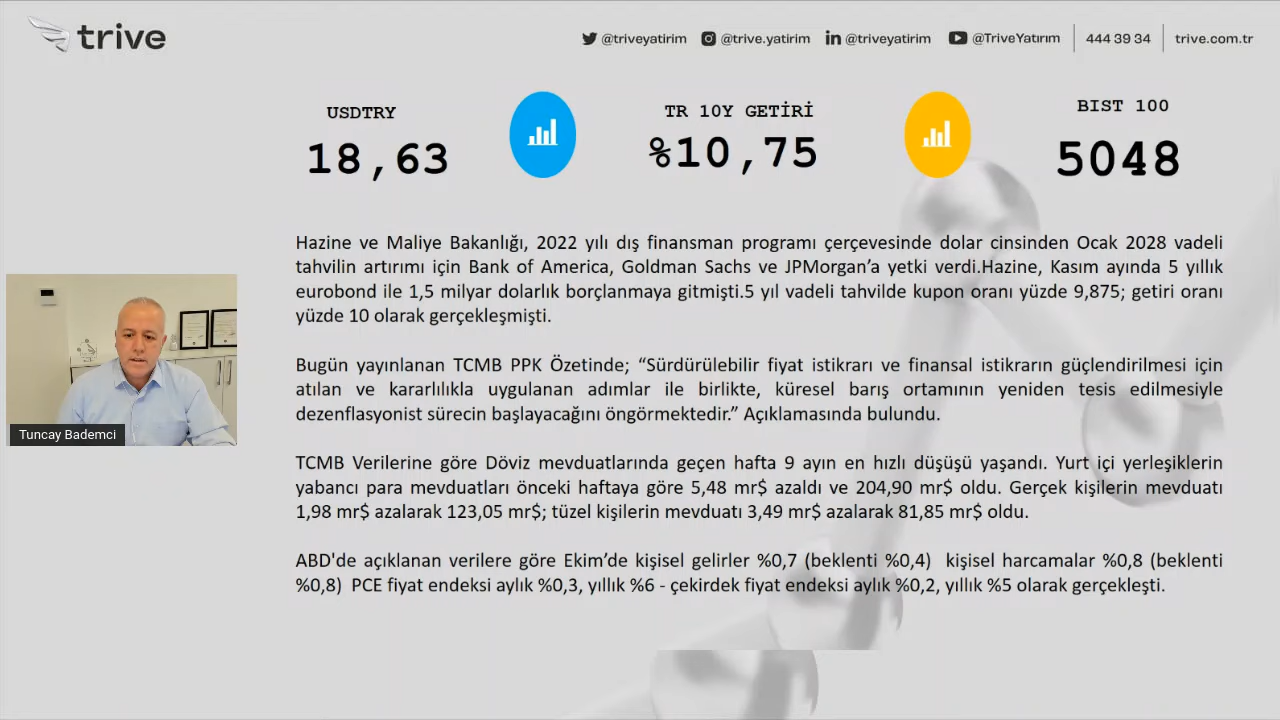 trive
@triveyatirim @trive.yatirim @triveyatirim @TriveYatırım 444 39 34 trive.com.tr
USDTRY
18,63
TR 10Y GETİRİ
%10,75
BIST 100
5048
Hazine ve Maliye Bakanlığı, 2022 yılı dış finansman programı çerçevesinde dolar cinsinden Ocak 2028 vadeli
tahvilin artırımı için Bank of America, Goldman Sachs ve JPMorgan’a yetki verdi.Hazine, Kasım ayında 5 yıllık
eurobond ile 1,5 milyar dolarlık borçlanmaya gitmişti.5 yıl vadeli tahvilde kupon oranı yüzde 9,875; getiri oranı
yüzde 10 olarak gerçekleşmişti.
Bugün yayınlanan TCMB PPK Özetinde; “Sürdürülebilir fiyat istikrarı ve finansal istikrarın güçlendirilmesi için
atılan ve kararlılıkla uygulanan adımlar ile birlikte, küresel barış ortamının yeniden tesis edilmesiyle
dezenflasyonist sürecin başlayacağını öngörmektedir.” Açıklamasında bulundu.
TCMB Verilerine göre Döviz mevduatlarında geçen hafta 9 ayın en hızlı düşüşü yaşandı. Yurt içi yerleşiklerin
yabancı para mevduatları önceki haftaya göre 5,48 mr$ azaldı ve 204,90 mr$ oldu. Gerçek kişilerin mevduatı
1,98 mr$ azalarak 123,05 mr$; tüzel kişilerin mevduatı 3,49 mr$ azalarak 81,85 mr$ oldu.
ABD'de açıklanan verilere göre Ekim’de kişisel gelirler %0,7 (beklenti %0,4) kişisel harcamalar %0,8 (beklenti
%0,8) PCE fiyat endeksi aylık %0,3, yıllık %6 - çekirdek fiyat endeksi aylık %0,2, yıllık %5 olarak gerçekleşti.
Tuncay Bademci